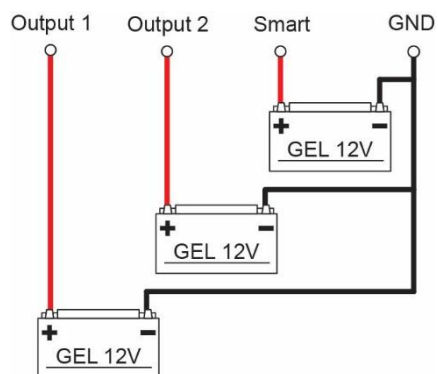 Output 1 Output 2 Smart GND
+ −
GEL 12V
+ −
GEL 12V
+ −
GEL 12V